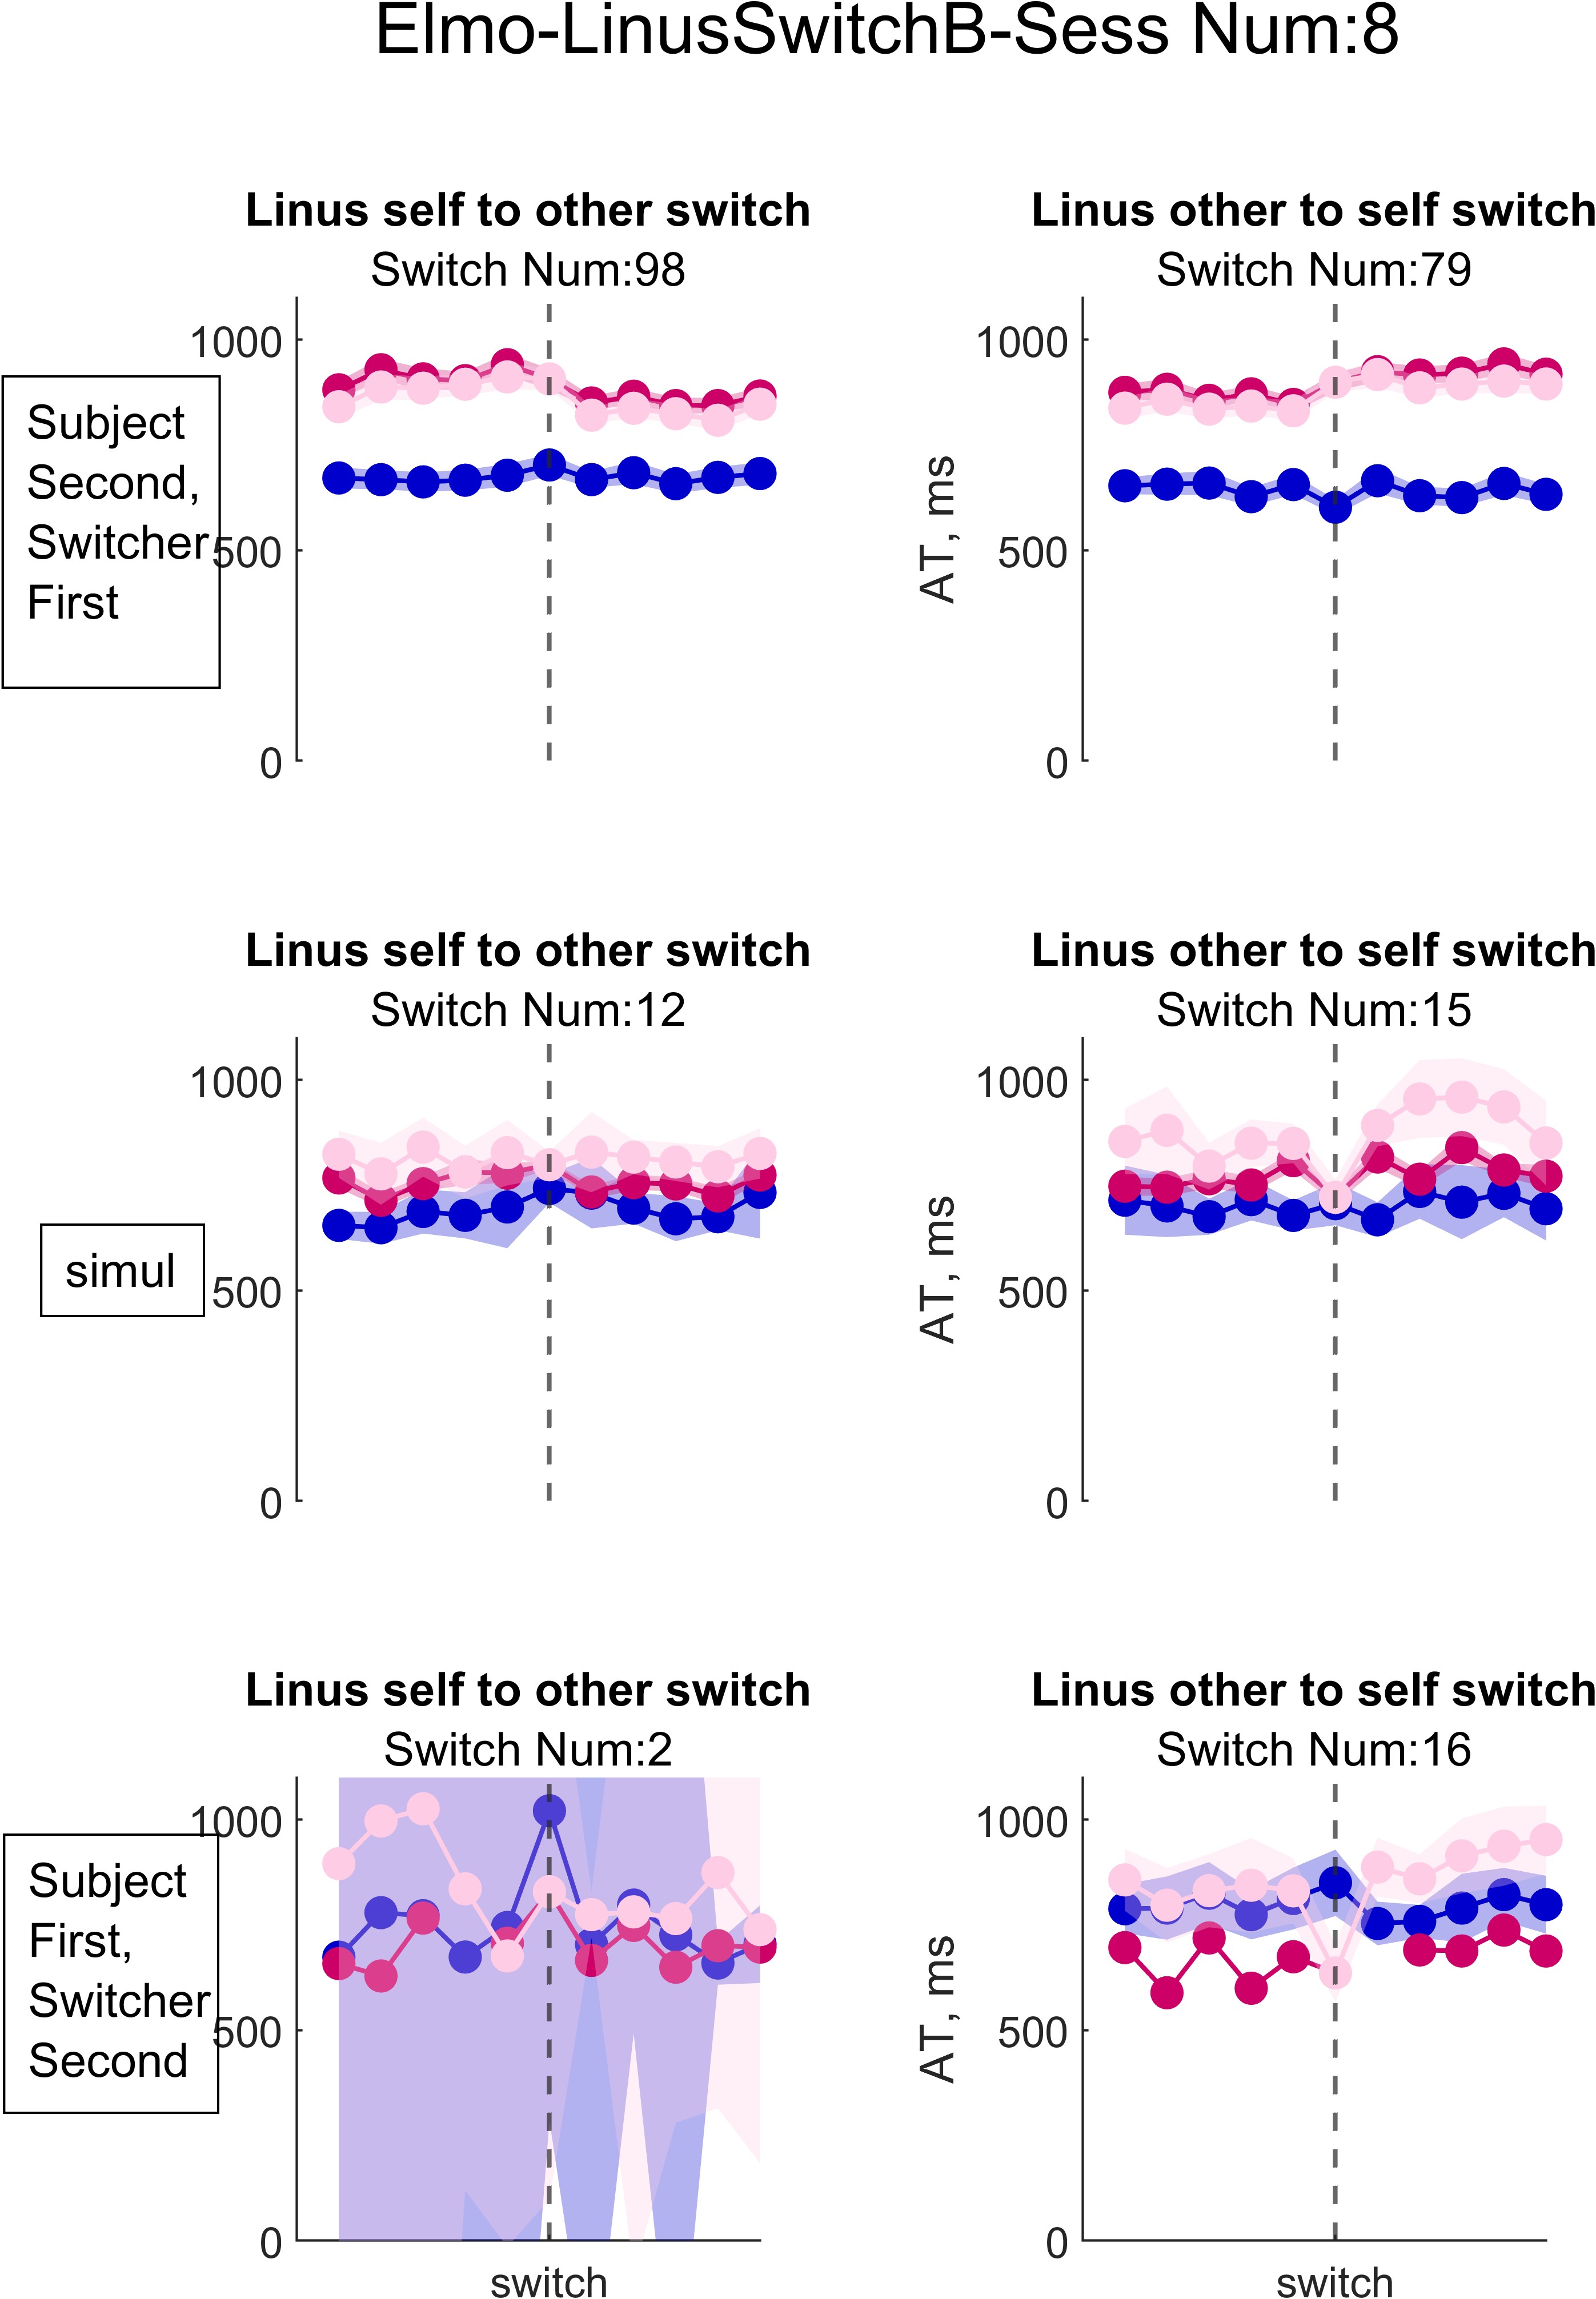 Elmo-LinusSwitchB-Sess Num:8
Linus self to other switch
Switch Num:98
Linus other to self switch
Switch Num:79
Subject
Second,
Switcher
First
1000
500
0
AT, ms
1000
500
0
Linus self to other switch
Switch Num:12
Linus other to self switch
Switch Num:15
simul
1000
500
0
AT, ms
1000
500
0
Linus self to other switch
Switch Num:2
Linus other to self switch
Switch Num:16
Subject
First,
Switcher
Second
1000
500
0
switch
AT, ms
1000
500
0
switch